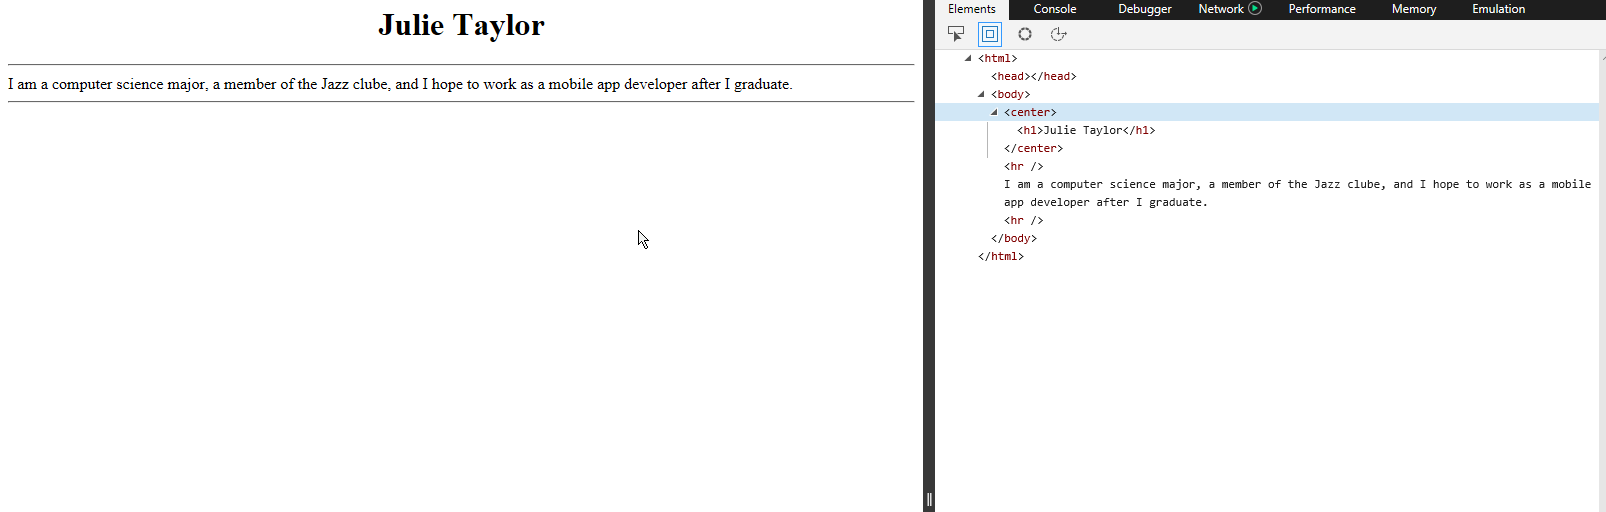 Julie Taylor
I am a computer science major, a member of the Jazz clube, and I hope to work as a mobile app developer after I graduate.
Elements Console Debugger Network Performance Memory Emulation
<html>
<head></head>
<body>
<center>
<h1>Julie Taylor</h1>
</center>
<hr />
I am a computer science major, a member of the Jazz clube, and I hope to work as a mobile
app developer after I graduate.
<hr />
</body>
</html>